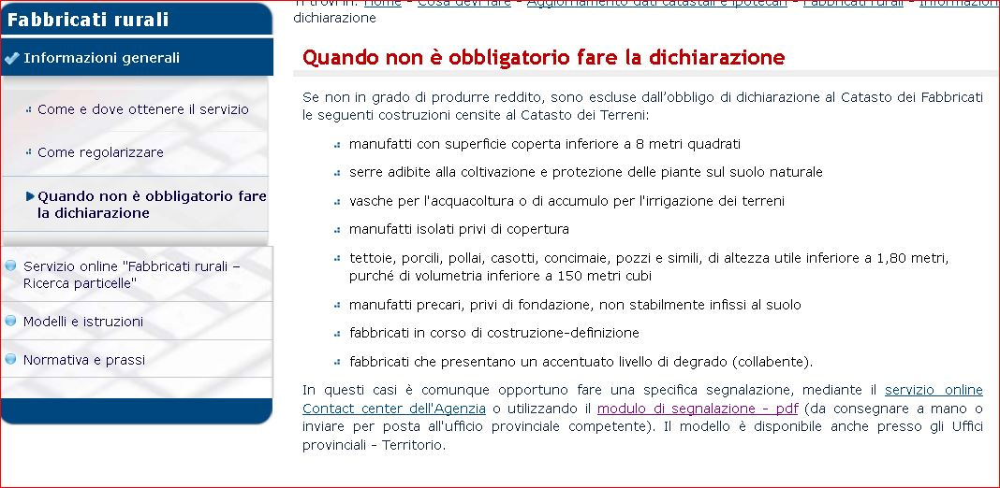 Fabbricati rurali
Informazioni generali
Come e dove ottenere il servizio
Come regolarizzare
Quando non è obbligatorio fare
la dichiarazione
Servizio online "Fabbricati rurali –
Ricerca particelle"
Modelli e istruzioni
Normativa e prassi
Ti trovi in: Home - Cosa devi fare - Aggiornamento dati catastali e ipotecari - Fabbricati rurali - Informazioni
dichiarazione
Quando non è obbligatorio fare la dichiarazione
Se non in grado di produrre reddito, sono escluse dall’obbligo di dichiarazione al Catasto dei Fabbricati
le seguenti costruzioni censite al Catasto dei Terreni:
manufatti con superficie coperta inferiore a 8 metri quadrati
serre adibite alla coltivazione e protezione delle piante sul suolo naturale
vasche per l'acquacoltura o di accumulo per l'irrigazione dei terreni
manufatti isolati privi di copertura
tettoie, porcili, pollai, casotti, concimaie, pozzi e simili, di altezza utile inferiore a 1,80 metri,
purché di volumetria inferiore a 150 metri cubi
manufatti precari, privi di fondazione, non stabilmente infissi al suolo
fabbricati in corso di costruzione-definizione
fabbricati che presentano un accentuato livello di degrado (collabente).
In questi casi è comunque opportuno fare una specifica segnalazione, mediante il servizio online
Contact center dell'Agenzia o utilizzando il modulo di segnalazione - pdf (da consegnare a mano o
inviare per posta all'ufficio provinciale competente). Il modello è disponibile anche presso gli Uffici
provinciali - Territorio.